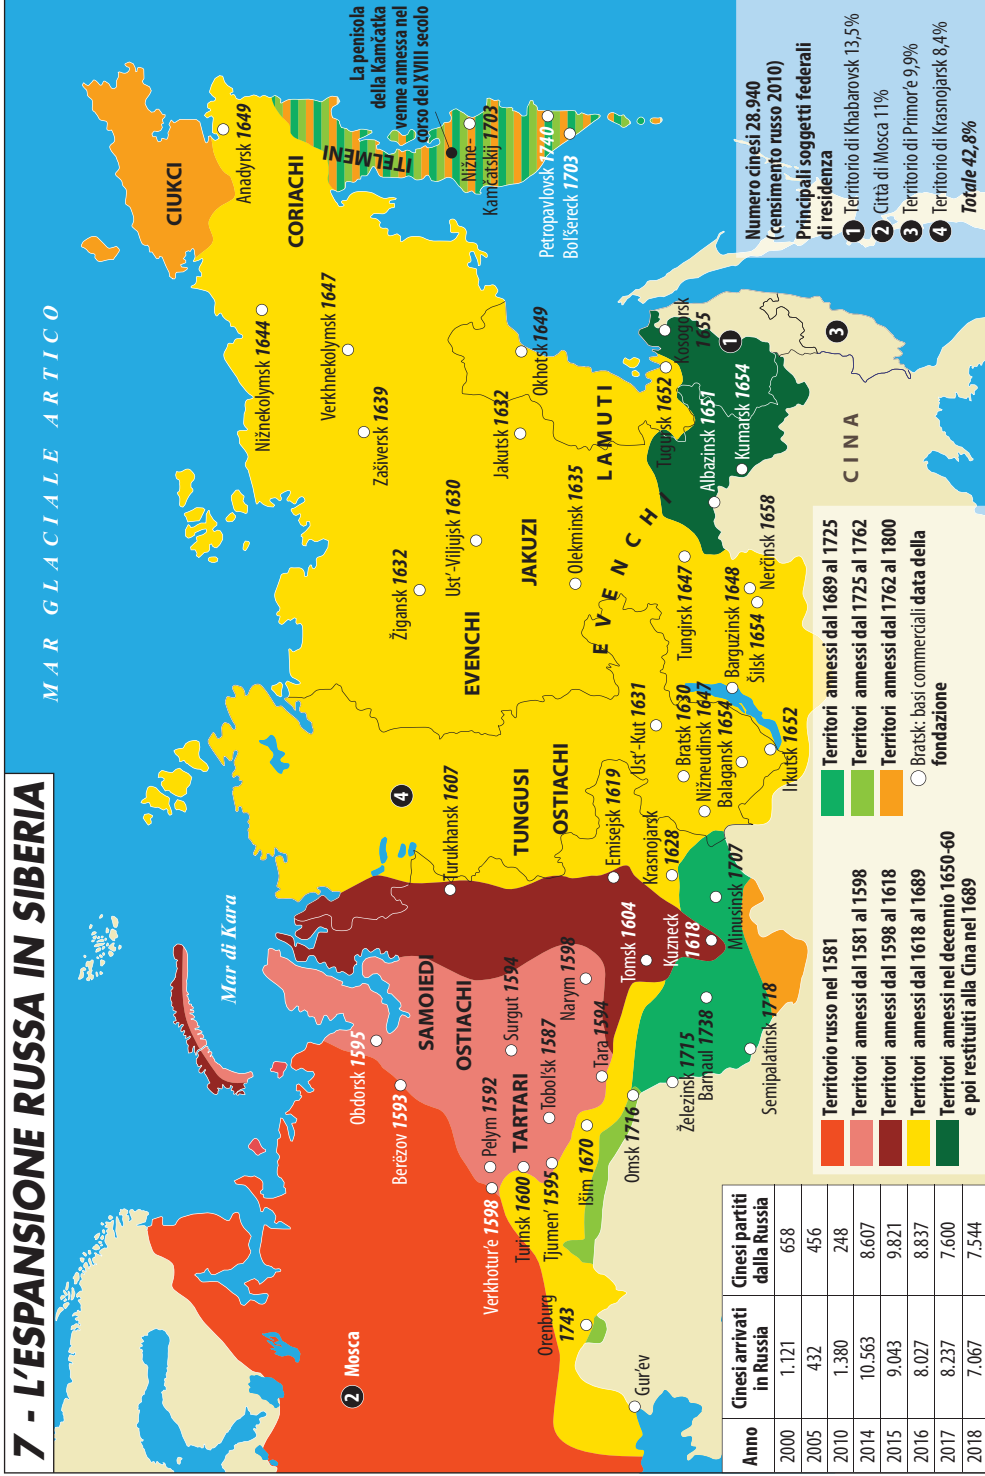 7 - L'ESPANSIONE RUSSA IN SIBERIA
MAR GLACIALE ARTICO
Mar di Kara
La penisola
della Kamčatka
venne annessa nel
corso del XVIII secolo
CIUKCI
Anadyrsk 1649
CORIACHI
ITELMENI
Nižne-
Kamčatskij 1703
Petropavlovsk 1740
Bol'šereck 1703
Nižnekolymsk 1644
Verkhnekolymsk 1647
Zašiversk 1639
Okhotsk 1649
Jakutsk 1632
LAMUTI
Tugursk 1652
Kosogorsk
1655
1
3
Albazinsk 1651
Kumarsk 1654
CINA
Žigansk 1632
Ust'-Viljujsk 1630
JAKUZI
Olekminsk 1635
EVENCHI
EVENCHI
Tungirsk 1647
Nerčinsk 1658
Barguzinsk 1648
Šilsk 1654
4
Turukhansk 1607
TUNGUSI
OSTIACHI
Ust'-Kut 1631
Bratsk 1630
Nižneudinsk 1647
Balagansk 1654
Irkutsk 1652
Emisejsk 1619
Krasnojarsk
1628
Minusinsk 1707
Tomsk 1604
Kuzneck
1618
SAMOIEDI
OSTIACHI
Surgut 1594
Narym 1598
Obdorsk 1595
Berëzov 1593
Pelym 1592
TARTARI
Tobol'sk 1587
Tara 1594
Verkhotur'e 1598
Turinsk 1600
Tjumen' 1595
Išim 1670
Omsk 1716
Železinsk 1715
Barnaul 1738
Semipalatinsk 1718
Orenburg
1743
Gur'ev
2 Mosca
Numero cinesi 28.940
(censimento russo 2010)
Principali soggetti federali
di residenza
1 Territorio di Khabarovsk 13,5%
2 Città di Mosca 11%
3 Territorio di Primor'e 9,9%
4 Territorio di Krasnojarsk 8,4%
Totale 42,8%
Territorio russo nel 1581
Territori annessi dal 1581 al 1598
Territori annessi dal 1598 al 1618
Territori annessi dal 1618 al 1689
Territori annessi nel decennio 1650-60
e poi restituiti alla Cina nel 1689
Territori annessi dal 1689 al 1725
Territori annessi dal 1725 al 1762
Territori annessi dal 1762 al 1800
Bratsk: basi commerciali data della
fondazione
Anno Cinesi arrivati in Russia Cinesi partiti dalla Russia
2000 1.121 658
2005 432 456
2010 1.380 248
2014 10.563 8.607
2015 9.043 9.821
2016 8.027 8.837
2017 8.237 7.600
2018 7.067 7.544